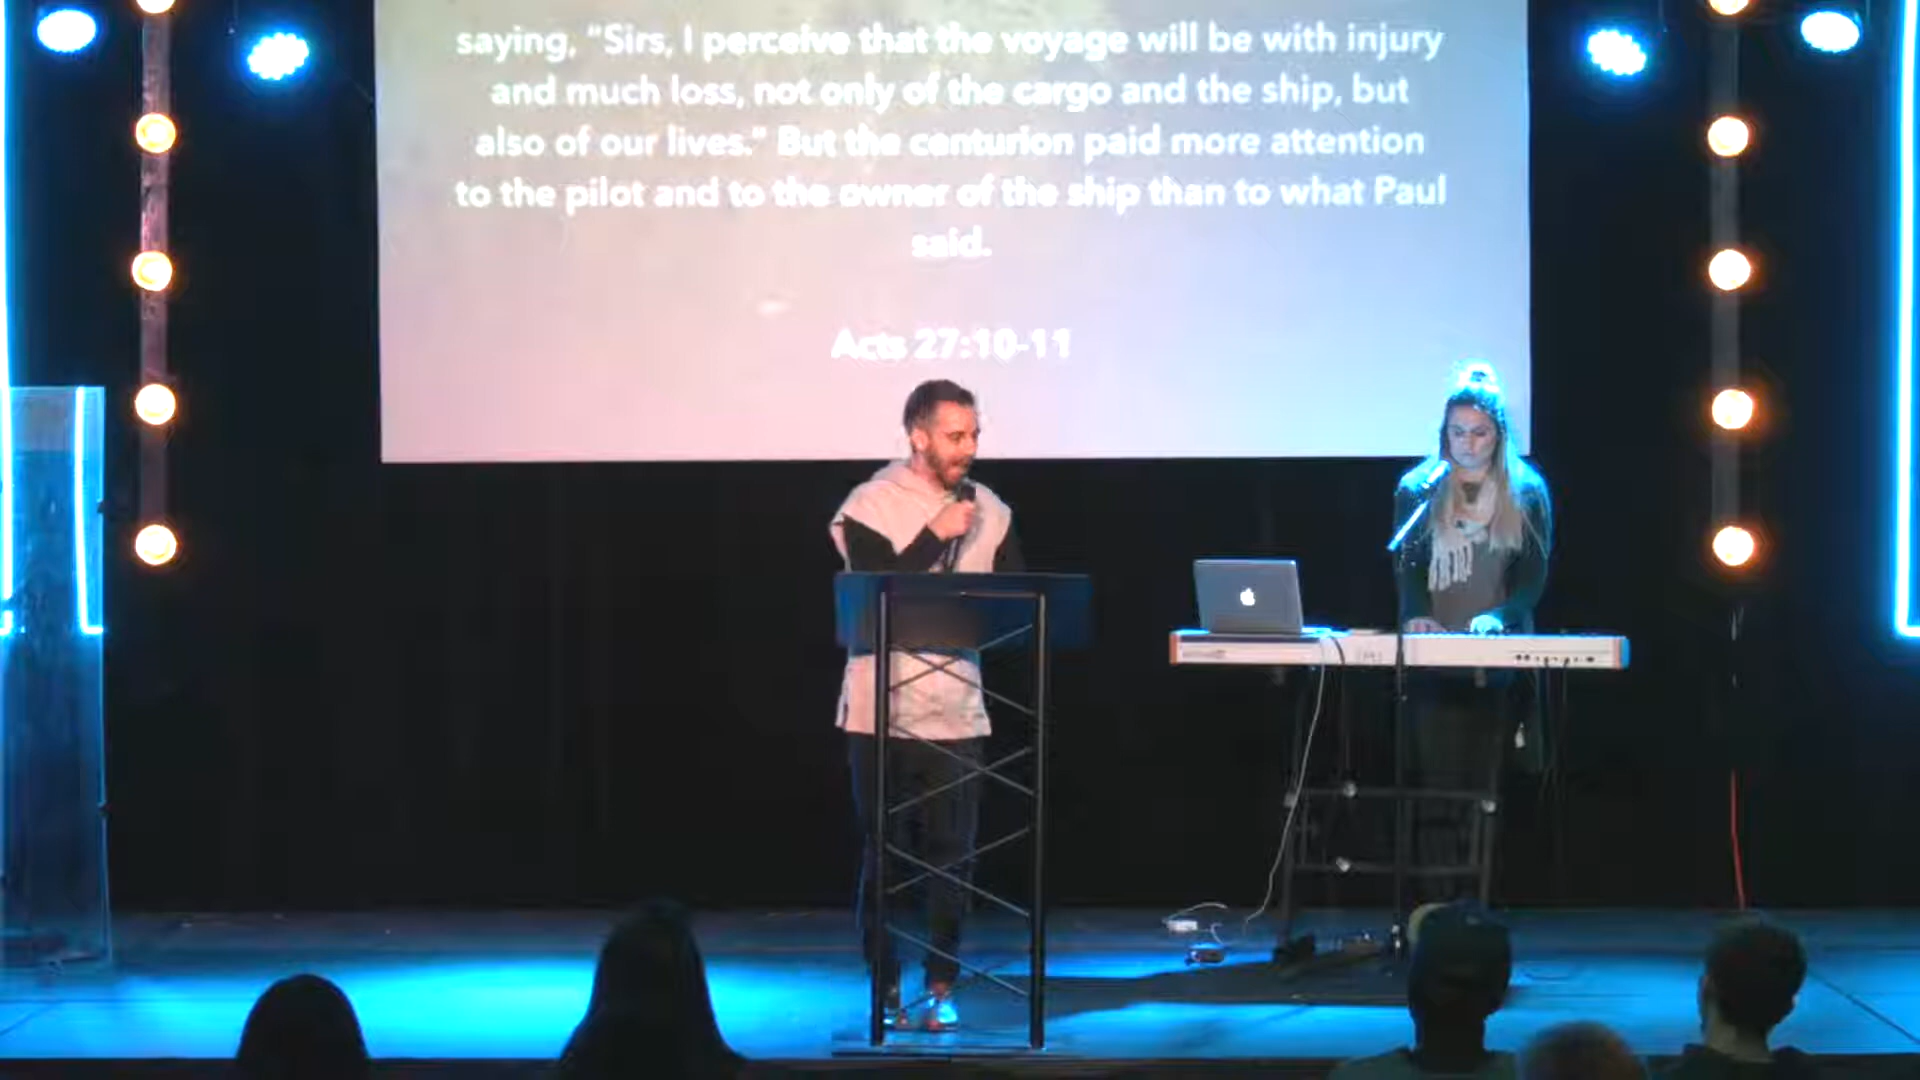 saying, "Sirs, I perceive that the voyage will be with injury
and much loss, not only of the cargo and the ship, but
also of our lives." But the centurion paid more attention
to the pilot and to the owner of the ship than to what Paul
said.
Acts 27:10-11